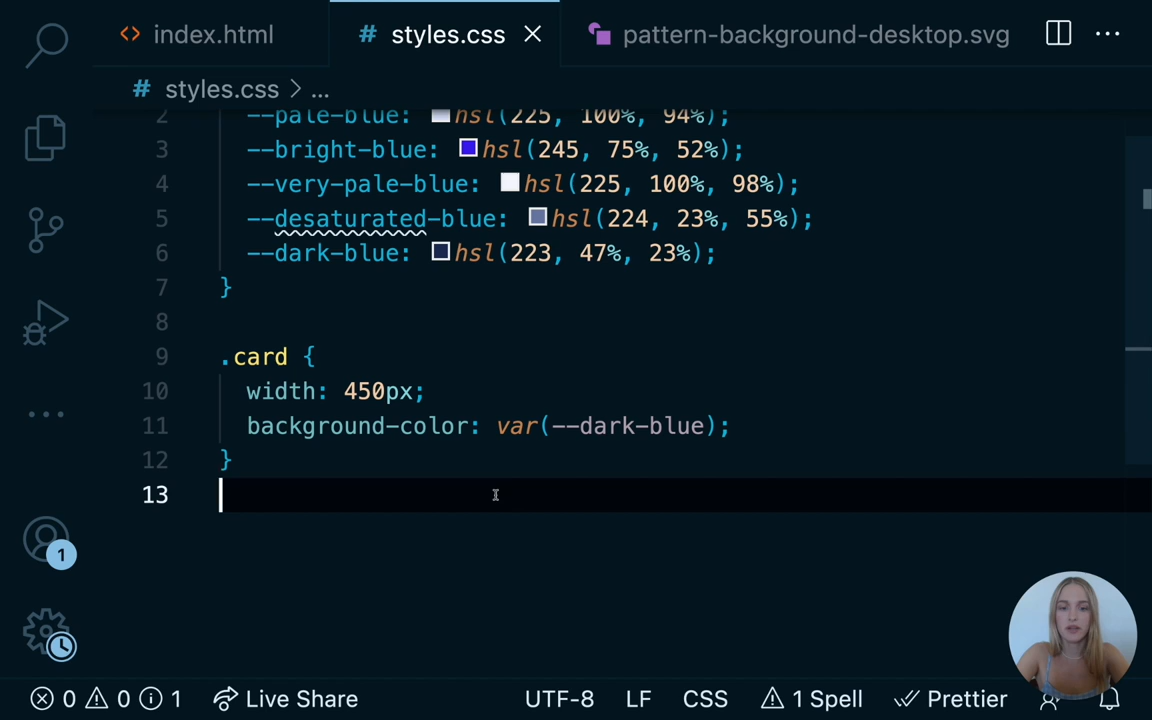 index.html
# styles.css
pattern-background-desktop.svg
# styles.css > ...
2 --pale-blue: hsl(225, 100%, 94%);
3 --bright-blue: hsl(245, 75%, 52%);
4 --very-pale-blue: hsl(225, 100%, 98%);
5 --desaturated-blue: hsl(224, 23%, 55%);
6 --dark-blue: hsl(223, 47%, 23%);
7 }
8
9 .card {
10 width: 450px;
11 background-color: var(--dark-blue);
12 }
13
1
0 0 1 Live Share UTF-8 LF CSS 1 Spell Prettier